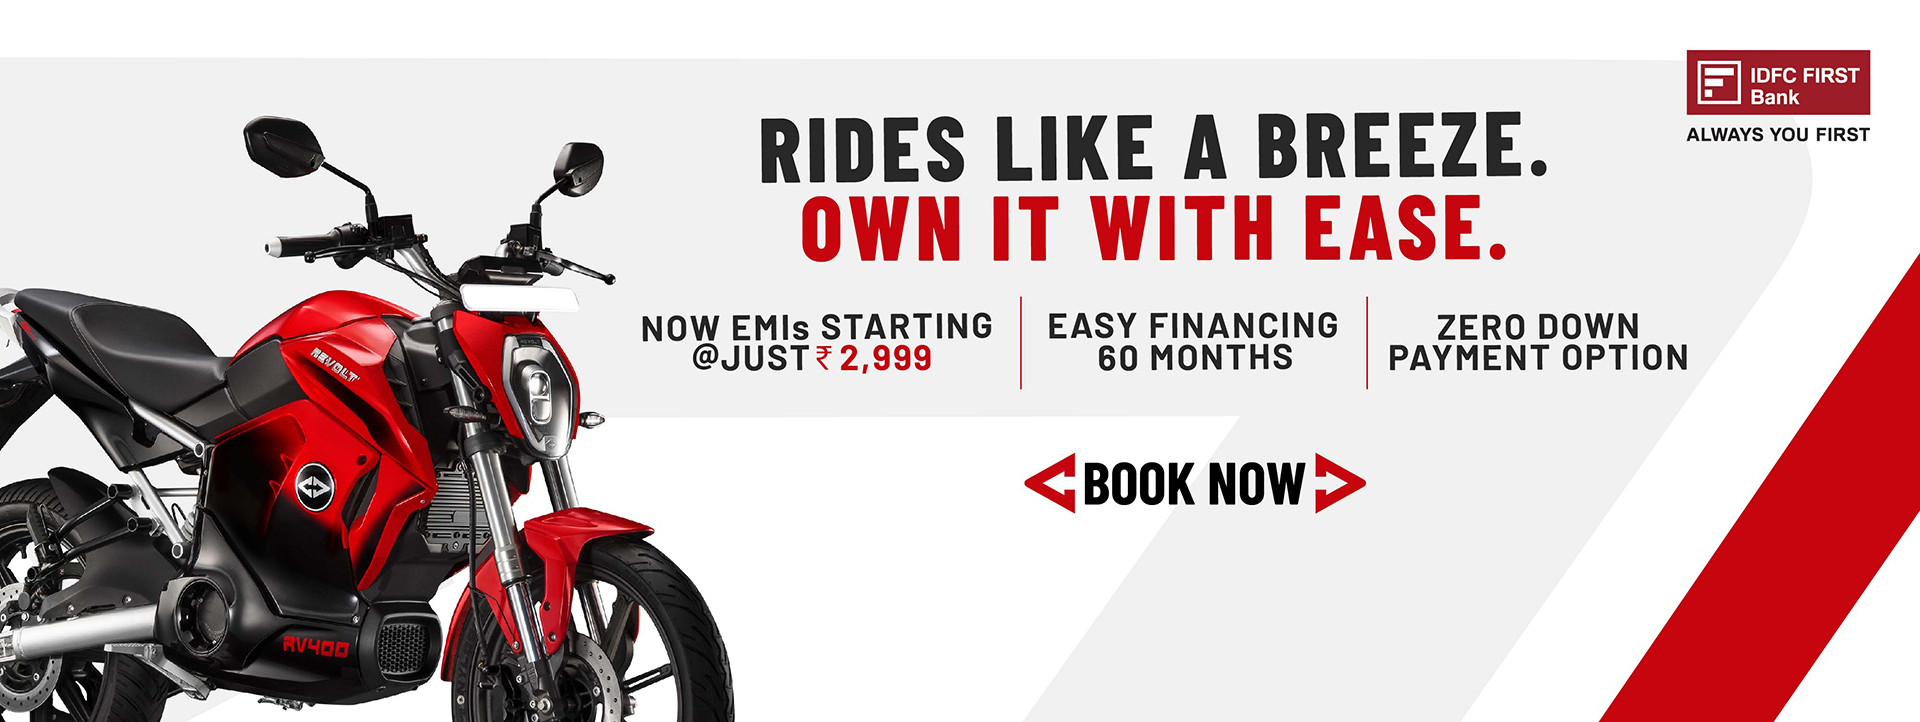 IDFC FIRST
Bank
ALWAYS YOU FIRST
RIDES LIKE A BREEZE.
OWN IT WITH EASE.
NOW EMIs STARTING
@JUST ₹ 2,999
EASY FINANCING
60 MONTHS
ZERO DOWN
PAYMENT OPTION
BOOK NOW
REVOLT
REVOLT
RV400